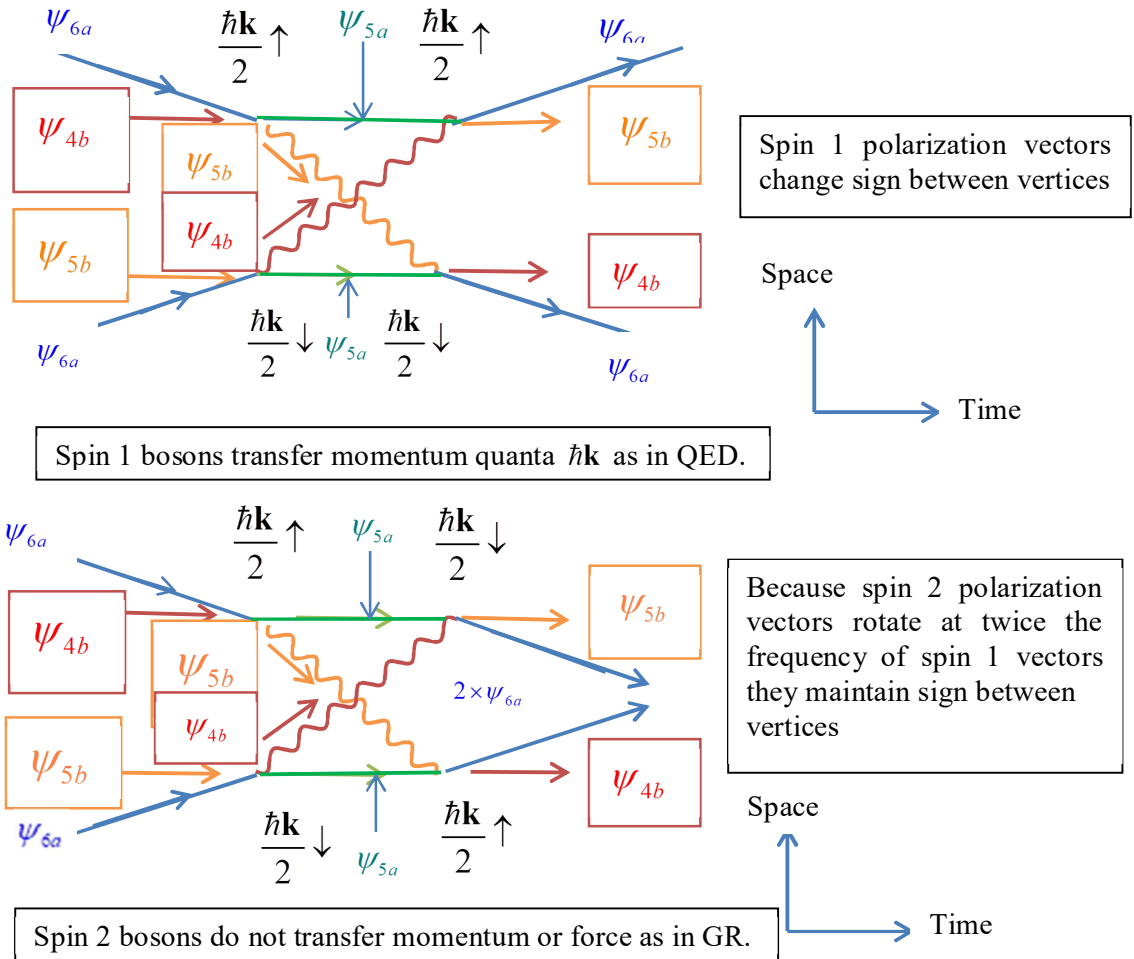 ψ6a ħk/2 ↑ ψ5a ħk/2 ↑ ψ6a
ψ4b ψ5b ψ5b
ψ4b
ψ5b ψ4b
ħk/2 ↓ ψ5a ħk/2 ↓
ψ6a ψ6a
Spin 1 polarization vectors
change sign between vertices
Space
Time
Spin 1 bosons transfer momentum quanta ħk as in QED.
ψ6a ħk/2 ↑ ψ5a ħk/2 ↓
ψ4b ψ5b ψ5b
ψ4b 2×ψ6a
ψ5b ψ4b
ψ6a ħk/2 ↓ ψ5a ħk/2 ↑
Because spin 2 polarization
vectors rotate at twice the
frequency of spin 1 vectors
they maintain sign between
vertices
Space
Time
Spin 2 bosons do not transfer momentum or force as in GR.